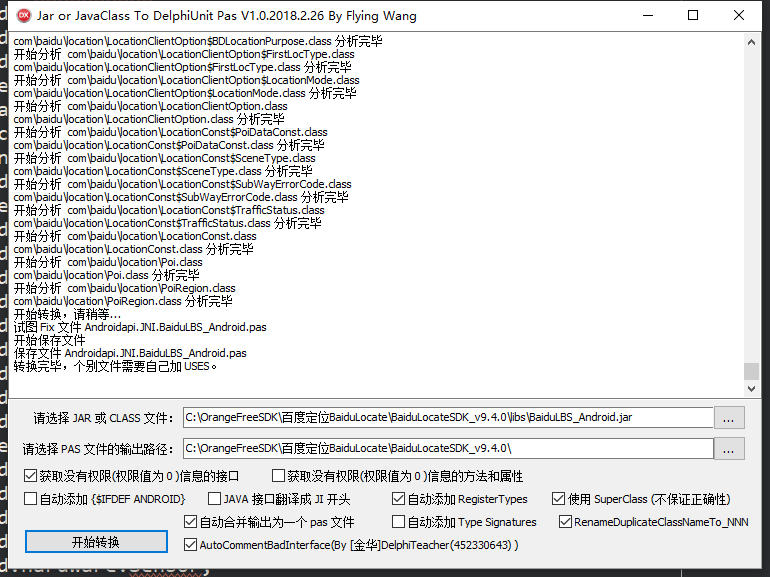 Jar or JavaClass To DelphiUnit Pas V1.0.2018.2.26 By Flying Wang
com\baidu\location\LocationClientOption$BDLocationPurpose.class 分析完毕
开始分析 com\baidu\location\LocationClientOption$FirstLocType.class
com\baidu\location\LocationClientOption$FirstLocType.class 分析完毕
开始分析 com\baidu\location\LocationClientOption$LocationMode.class
com\baidu\location\LocationClientOption$LocationMode.class 分析完毕
开始分析 com\baidu\location\LocationClientOption.class
com\baidu\location\LocationClientOption.class 分析完毕
开始分析 com\baidu\location\LocationConst$PoiDataConst.class
com\baidu\location\LocationConst$PoiDataConst.class 分析完毕
开始分析 com\baidu\location\LocationConst$SceneType.class
com\baidu\location\LocationConst$SceneType.class 分析完毕
开始分析 com\baidu\location\LocationConst$SubWayErrorCode.class
com\baidu\location\LocationConst$SubWayErrorCode.class 分析完毕
开始分析 com\baidu\location\LocationConst$TrafficStatus.class
com\baidu\location\LocationConst$TrafficStatus.class 分析完毕
开始分析 com\baidu\location\LocationConst.class
com\baidu\location\LocationConst.class 分析完毕
开始分析 com\baidu\location\Poi.class
com\baidu\location\Poi.class 分析完毕
开始分析 com\baidu\location\PoiRegion.class
com\baidu\location\PoiRegion.class 分析完毕
开始转换，请稍等...
试图 Fix 文件 Androidapi.JNI.BaiduLBS_Android.pas
开始保存文件
保存文件 Androidapi.JNI.BaiduLBS_Android.pas
转换完毕，个别文件需要自己加 USES。
请选择 JAR 或 CLASS 文件： C:\OrangeFreeSDK\百度定位BaiduLocate\BaiduLocateSDK_v9.4.0\libs\BaiduLBS_Android.jar ...
请选择 PAS 文件的输出路径： C:\OrangeFreeSDK\百度定位BaiduLocate\BaiduLocateSDK_v9.4.0\ ...
获取没有权限(权限值为 0 )信息的接口 获取没有权限(权限值为 0 )信息的方法和属性
自动添加 {$IFDEF ANDROID} JAVA 接口翻译成 JI 开头 自动添加 RegisterTypes 使用 SuperClass (不保证正确性)
自动合并输出为一个 pas 文件 自动添加 Type Signatures RenameDuplicateClassNameTo_NNN
开始转换 AutoCommentBadInterface(By [金华]DelphiTeacher(452330643) )